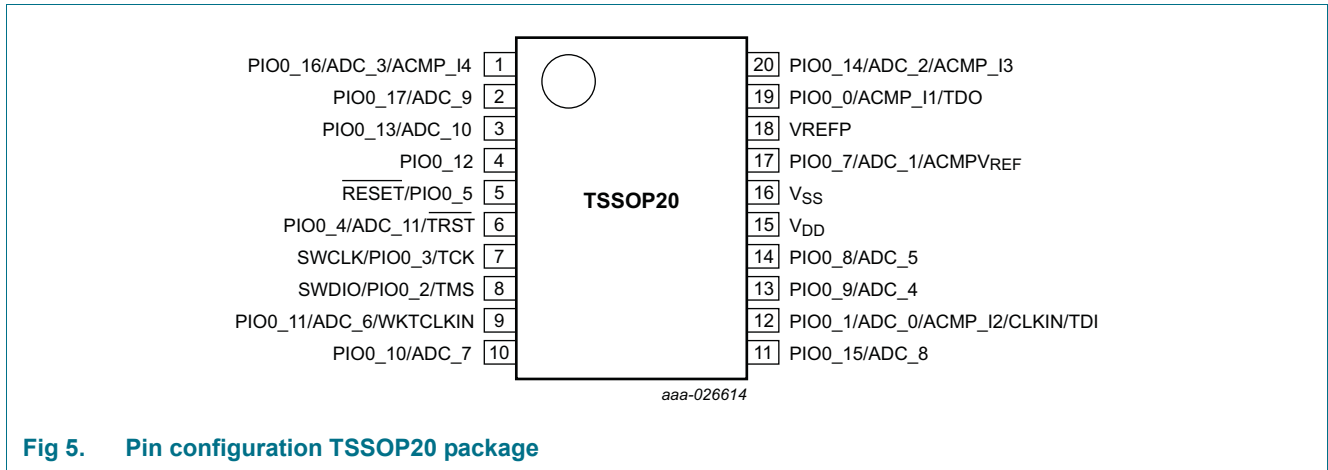 PIO0_16/ADC_3/ACMP_I4 1
PIO0_17/ADC_9 2
PIO0_13/ADC_10 3
PIO0_12 4
RESET/PIO0_5 5
PIO0_4/ADC_11/TRST 6
SWCLK/PIO0_3/TCK 7
SWDIO/PIO0_2/TMS 8
PIO0_11/ADC_6/WKTCLKIN 9
PIO0_10/ADC_7 10
TSSOP20
20 PIO0_14/ADC_2/ACMP_I3
19 PIO0_0/ACMP_I1/TDO
18 VREFP
17 PIO0_7/ADC_1/ACMPVREF
16 VSS
15 VDD
14 PIO0_8/ADC_5
13 PIO0_9/ADC_4
12 PIO0_1/ADC_0/ACMP_I2/CLKIN/TDI
11 PIO0_15/ADC_8
aaa-026614
Fig 5. Pin configuration TSSOP20 package